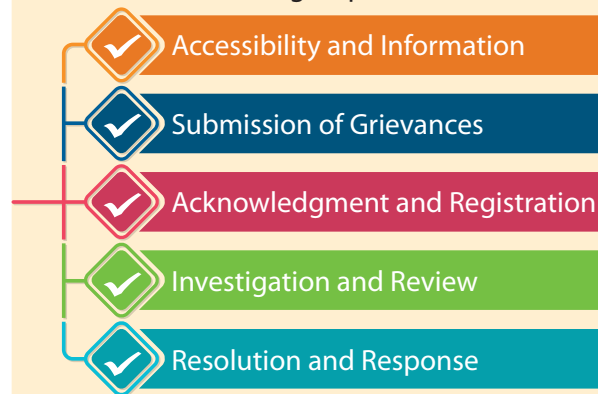 Accessibility and Information
Submission of Grievances
Acknowledgment and Registration
Investigation and Review
Resolution and Response